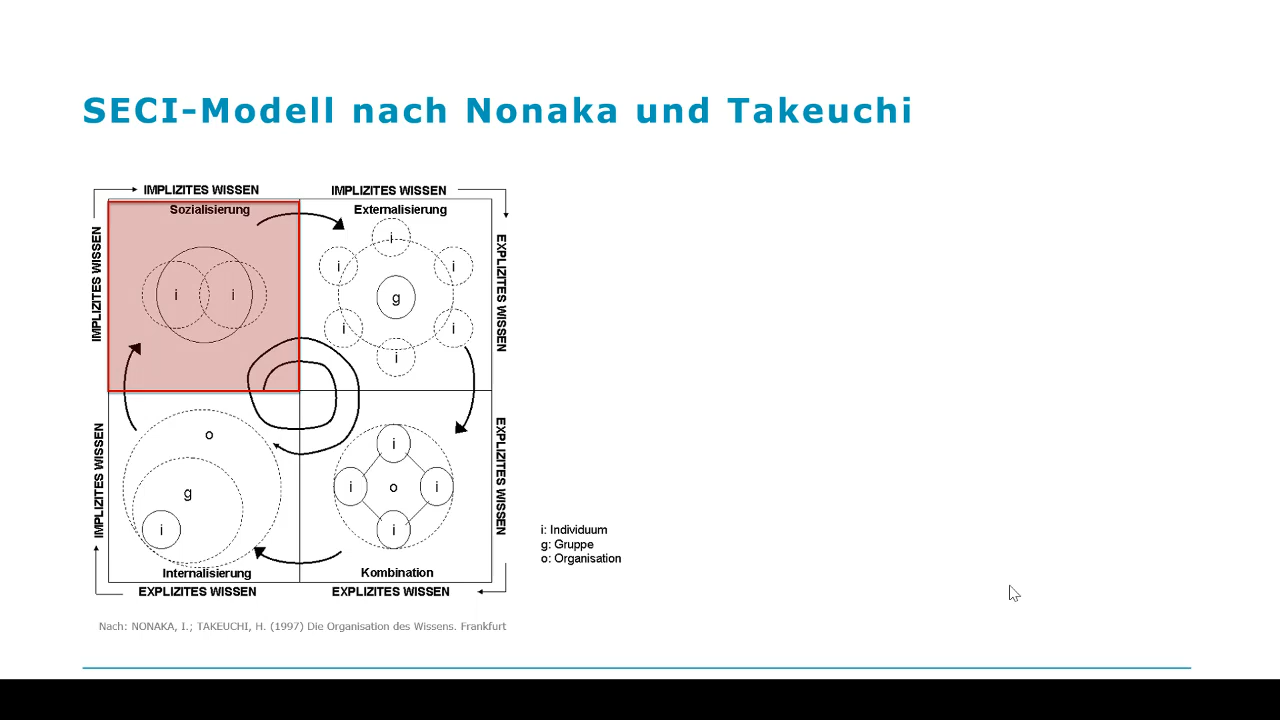 SECI-Modell nach Nonaka und Takeuchi
IMPLIZITES WISSEN
IMPLIZITES WISSEN
Sozialisierung
Externalisierung
IMPLIZITES WISSEN
EXPLIZITES WISSEN
i
i
i
i
i
g
i
i
i
IMPLIZITES WISSEN
EXPLIZITES WISSEN
o
g
i
i
i
o
i
i
i: Individuum
g: Gruppe
o: Organisation
Internalisierung
Kombination
EXPLIZITES WISSEN
EXPLIZITES WISSEN
Nach: NONAKA, I.; TAKEUCHI, H. (1997) Die Organisation des Wissens. Frankfurt